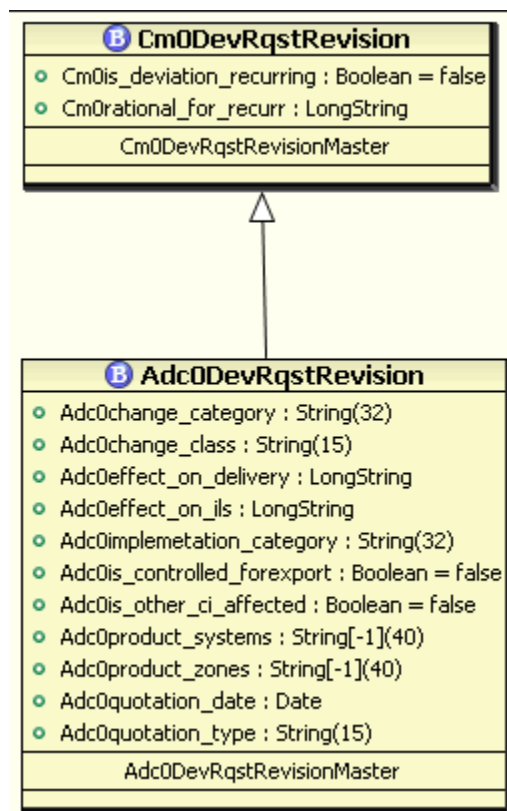 B Cm0DevRqstRevision
Cm0is_deviation_recurring : Boolean = false
Cm0rational_for_recurr : LongString
Cm0DevRqstRevisionMaster
B Adc0DevRqstRevision
Adc0change_category : String(32)
Adc0change_class : String(15)
Adc0effect_on_delivery : LongString
Adc0effect_on_ils : LongString
Adc0implemetation_category : String(32)
Adc0is_controlled_forexport : Boolean = false
Adc0is_other_ci_affected : Boolean = false
Adc0product_systems : String[-1](40)
Adc0product_zones : String[-1](40)
Adc0quotation_date : Date
Adc0quotation_type : String(15)
Adc0DevRqstRevisionMaster